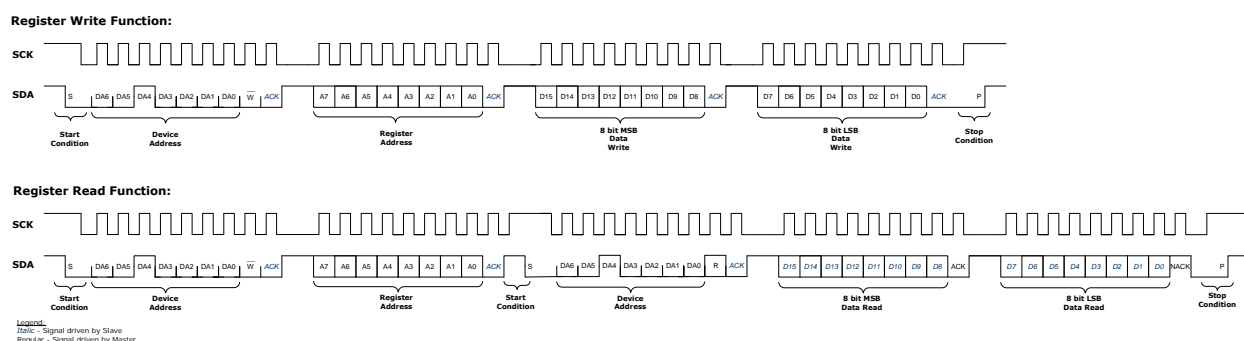 Register Write Function:
SCK
SDA S DA6 DA5 DA4 DA3 DA2 DA1 DA0 W ACK A7 A6 A5 A4 A3 A2 A1 A0 ACK D15 D14 D13 D12 D11 D10 D9 D8 ACK D7 D6 D5 D4 D3 D2 D1 D0 ACK P
Start Condition
Device Address
Register Address
8 bit MSB Data Write
8 bit LSB Data Write
Stop Condition
Register Read Function:
SCK
SDA S DA6 DA5 DA4 DA3 DA2 DA1 DA0 W ACK A7 A6 A5 A4 A3 A2 A1 A0 ACK S DA6 DA5 DA4 DA3 DA2 DA1 DA0 R ACK D15 D14 D13 D12 D11 D10 D9 D8 ACK D7 D6 D5 D4 D3 D2 D1 D0 NACK P
Start Condition
Device Address
Register Address
Start Condition
Device Address
8 bit MSB Data Read
8 bit LSB Data Read
Stop Condition
Legend:
Italic - Signal driven by Slave
Regular - Signal driven by Master